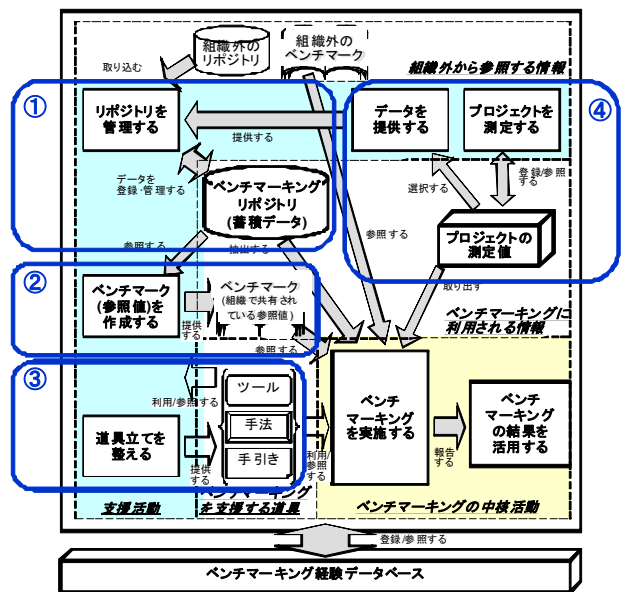 組織外の
リポジトリ
組織外の
ベンチマーク
取り込む
組織外から参照する情報
①
リポジトリを
管理する
データを
提供する
プロジェクトを
測定する
④
提供する
データを
登録・管理する
ベンチマーキング
リポジトリ
(蓄積データ)
選択する
登録/参照
する
参照する
抽出する
参照する
プロジェクトの
測定値
②
ベンチマーク
(参照値)を
作成する
提供
する
ベンチマーク
(組織で共有され
ている参照値)
取り出す
ベンチマーキングに
利用される情報
参照する
③
利用/参照する
ツール
手法
手引き
道具立てを
整える
提供
する
利用/
参照
する
ベンチ
マーキング
を実施する
報告
する
ベンチ
マーキング
の結果を
活用する
支援活動
ベンチマーキング
を支援する道具
ベンチマーキングの中核活動
登録/参照する
ベンチマーキング経験データベース